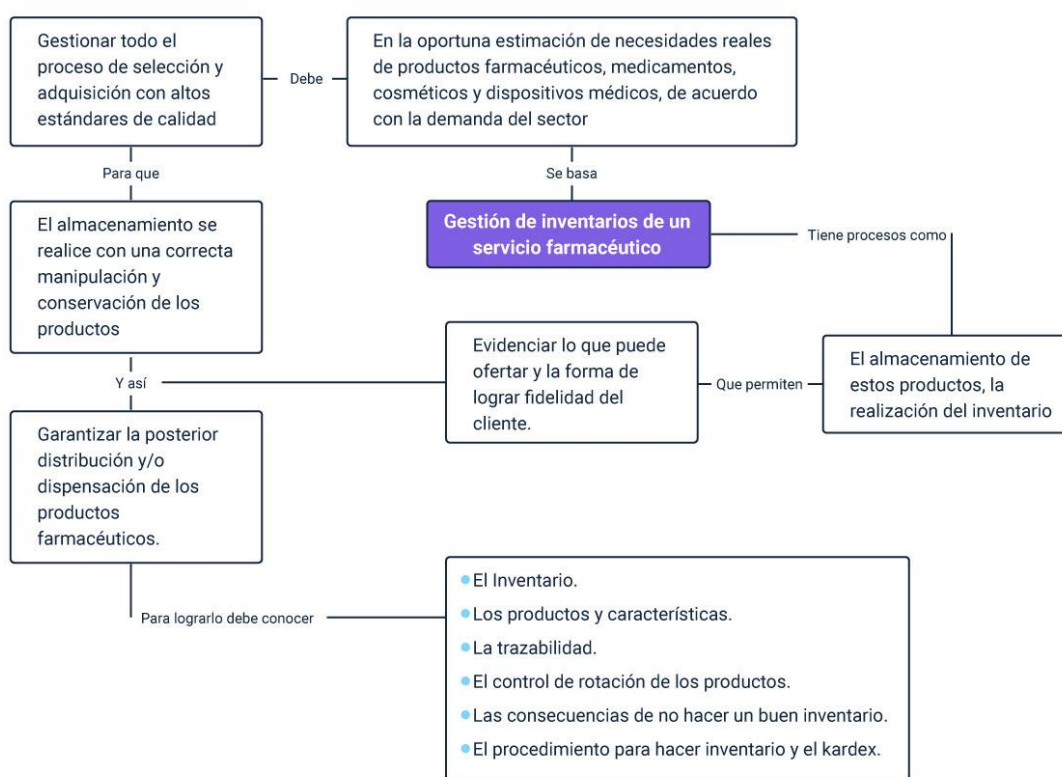 Gestionar todo el
proceso de selección y
adquisición con altos
estándares de calidad
Debe
En la oportuna estimación de necesidades reales
de productos farmacéuticos, medicamentos,
cosméticos y dispositivos médicos, de acuerdo
con la demanda del sector
Para que
Se basa
El almacenamiento se
realice con una correcta
manipulación y
conservación de los
productos
Gestión de inventarios de un
servicio farmacéutico
Tiene procesos como
Y así
Evidenciar lo que puede
ofertar y la forma de
lograr fidelidad del
cliente.
Que permiten
El almacenamiento de
estos productos, la
realización del inventario
Garantizar la posterior
distribución y/o
dispensación de los
productos
farmacéuticos.
Para lograrlo debe conocer
El Inventario.
Los productos y características.
La trazabilidad.
El control de rotación de los productos.
Las consecuencias de no hacer un buen inventario.
El procedimiento para hacer inventario y el kardex.